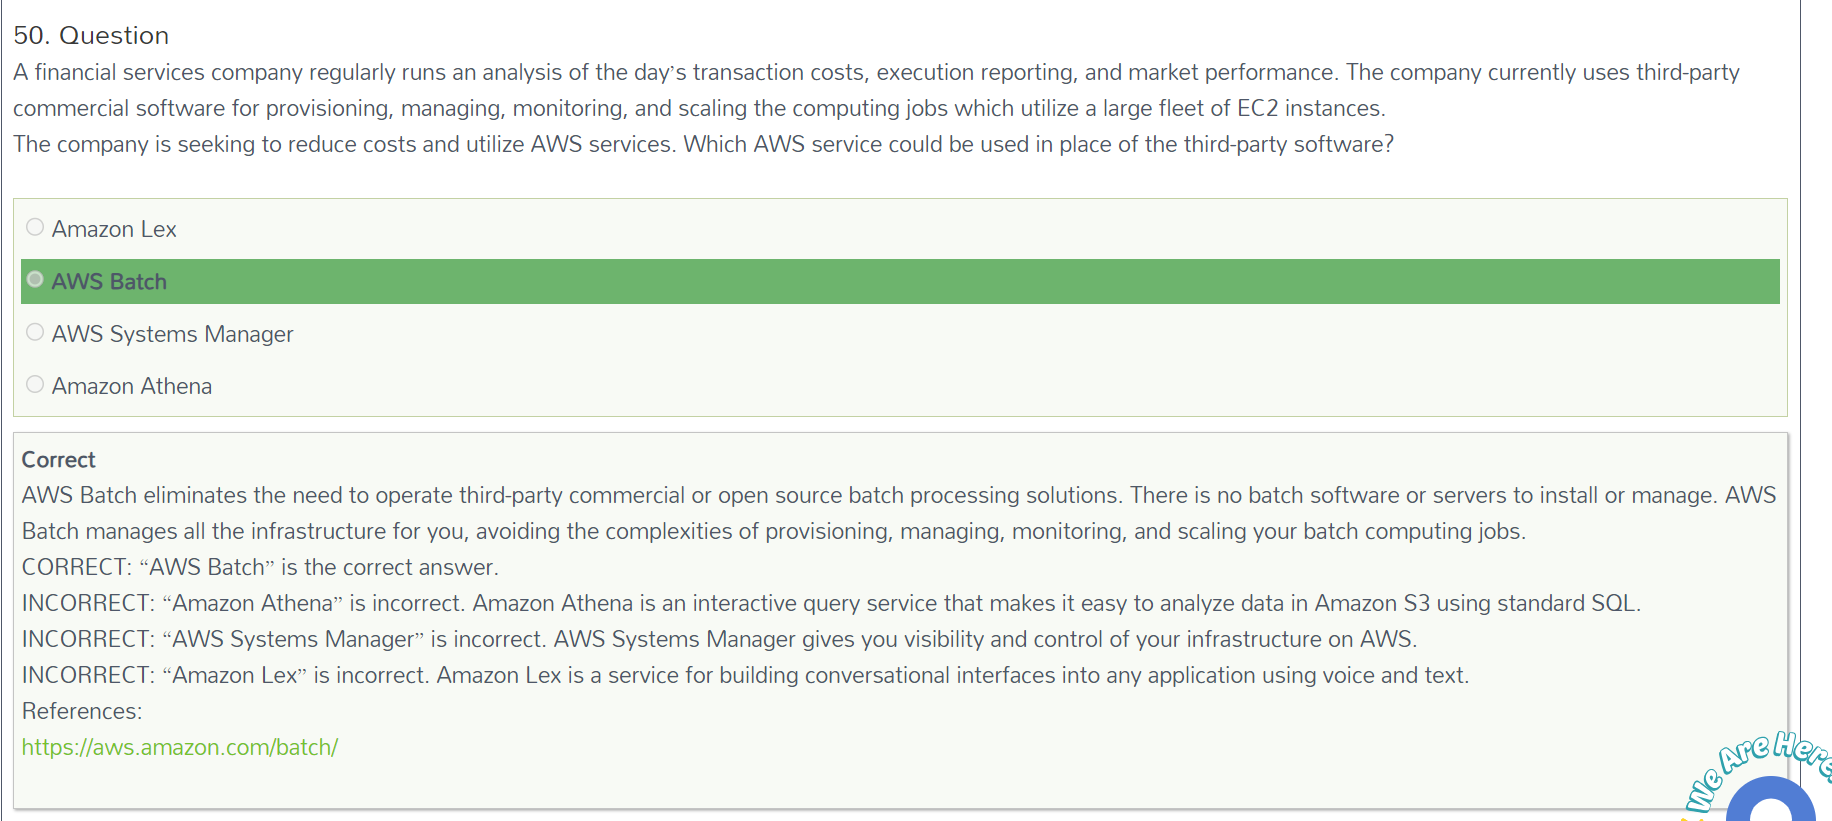 50. Question
A financial services company regularly runs an analysis of the day’s transaction costs, execution reporting, and market performance. The company currently uses third-party
commercial software for provisioning, managing, monitoring, and scaling the computing jobs which utilize a large fleet of EC2 instances.
The company is seeking to reduce costs and utilize AWS services. Which AWS service could be used in place of the third-party software?
Amazon Lex
AWS Batch
AWS Systems Manager
Amazon Athena
Correct
AWS Batch eliminates the need to operate third-party commercial or open source batch processing solutions. There is no batch software or servers to install or manage. AWS
Batch manages all the infrastructure for you, avoiding the complexities of provisioning, managing, monitoring, and scaling your batch computing jobs.
CORRECT: “AWS Batch” is the correct answer.
INCORRECT: “Amazon Athena” is incorrect. Amazon Athena is an interactive query service that makes it easy to analyze data in Amazon S3 using standard SQL.
INCORRECT: “AWS Systems Manager” is incorrect. AWS Systems Manager gives you visibility and control of your infrastructure on AWS.
INCORRECT: “Amazon Lex” is incorrect. Amazon Lex is a service for building conversational interfaces into any application using voice and text.
References:
https://aws.amazon.com/batch/
We Are Here